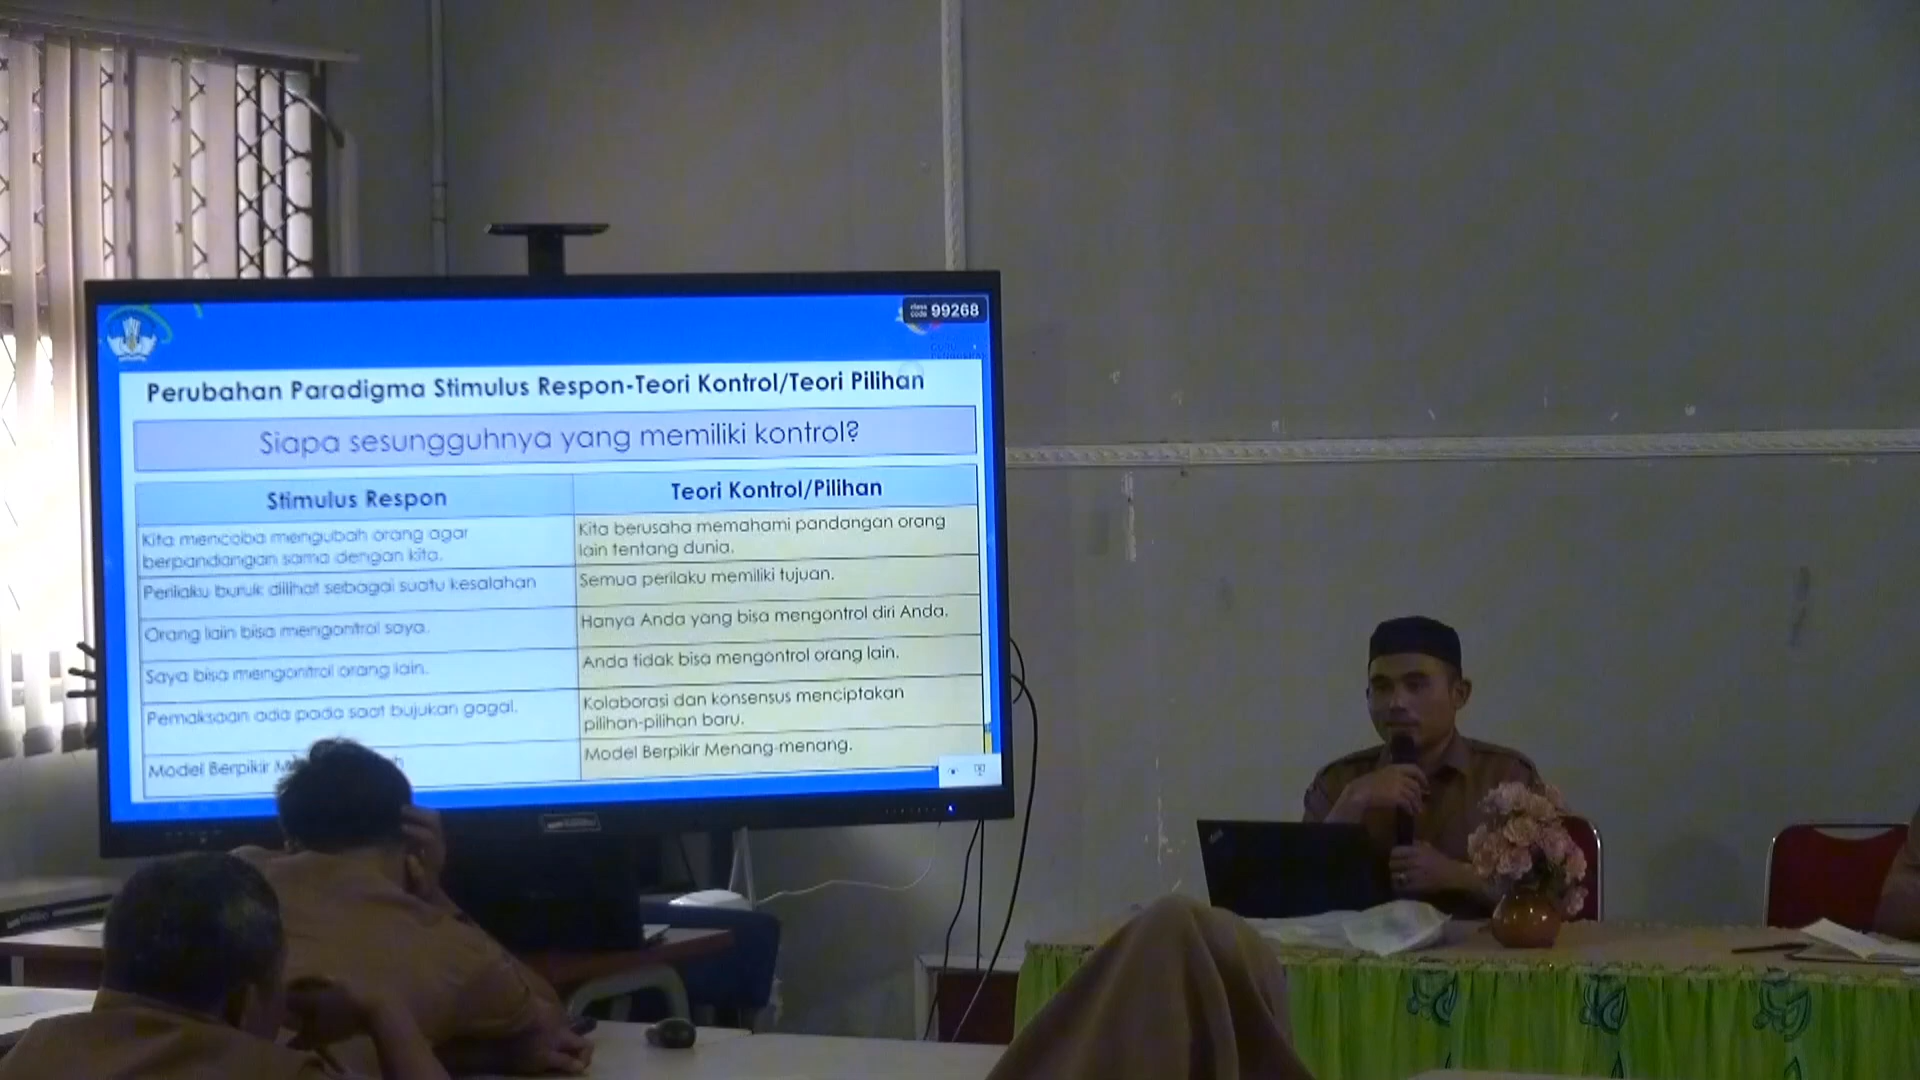 class code 99268
Perubahan Paradigma Stimulus Respon-Teori Kontrol/Teori Pilihan
Siapa sesungguhnya yang memiliki kontrol?
Stimulus Respon
Teori Kontrol/Pilihan
Kita mencoba mengubah orang agar
berpandangan sama dengan kita.
Kita berusaha memahami pandangan orang
lain tentang dunia.
Perilaku buruk dilihat sebagai suatu kesalahan
Semua perilaku memiliki tujuan.
Orang lain bisa mengontrol saya.
Hanya Anda yang bisa mengontrol diri Anda.
Saya bisa mengontrol orang lain.
Anda tidak bisa mengontrol orang lain.
Pemaksaan ada pada saat bujukan gagal.
Kolaborasi dan konsensus menciptakan
pilihan-pilihan baru.
Model Berpikir
Model Berpikir Menang-menang.